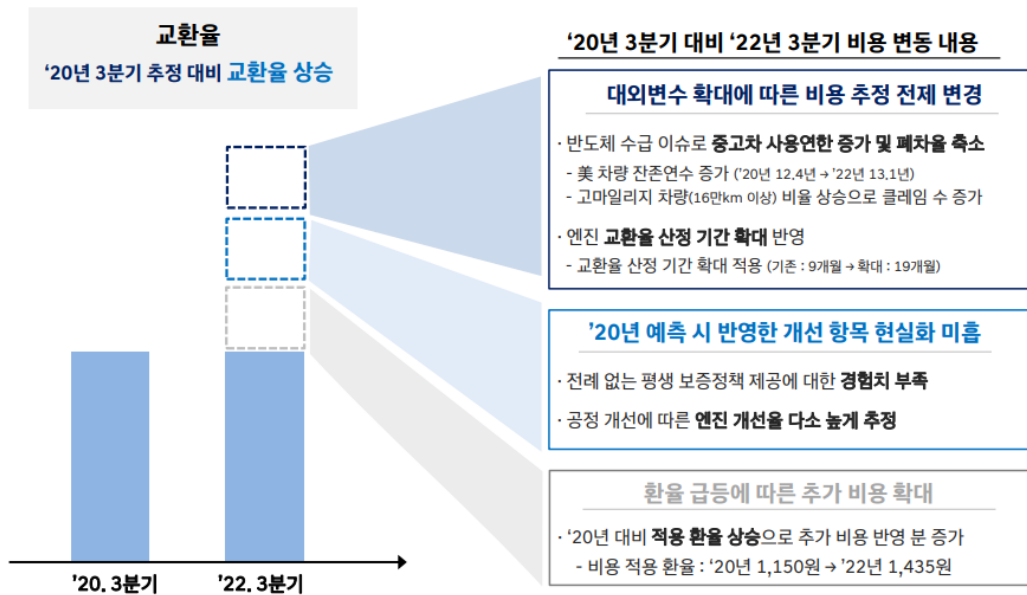 교환율
‘20년 3분기 추정 대비 교환율 상승
’20. 3분기
’22. 3분기
‘20년 3분기 대비 ‘22년 3분기 비용 변동 내용
대외변수 확대에 따른 비용 추정 전제 변경
· 반도체 수급 이슈로 중고차 사용연한 증가 및 폐차율 축소
- 美 차량 잔존연수 증가 (’20년 12.4년 → ’22년 13.1년)
- 고마일리지 차량(16만km 이상) 비율 상승으로 클레임 수 증가
· 엔진 교환율 산정 기간 확대 반영
- 교환율 산정 기간 확대 적용 (기존 : 9개월 → 확대 : 19개월)
’20년 예측 시 반영한 개선 항목 현실화 미흡
· 전례 없는 평생 보증정책 제공에 대한 경험치 부족
· 공정 개선에 따른 엔진 개선율 다소 높게 추정
환율 급등에 따른 추가 비용 확대
· ‘20년 대비 적용 환율 상승으로 추가 비용 반영 분 증가
- 비용 적용 환율 : ‘20년 1,150원 → ’22년 1,435원